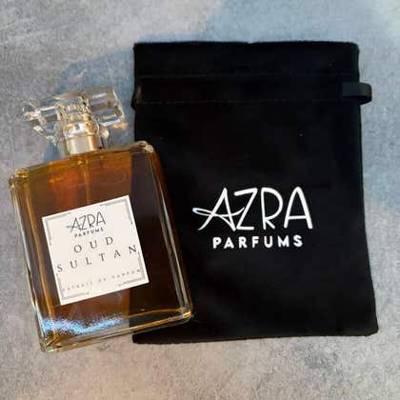 AZRA
PARFUMS
OUD
SULTAN
EXTRAIT DE PARFUM
AZRA
PARFUMS